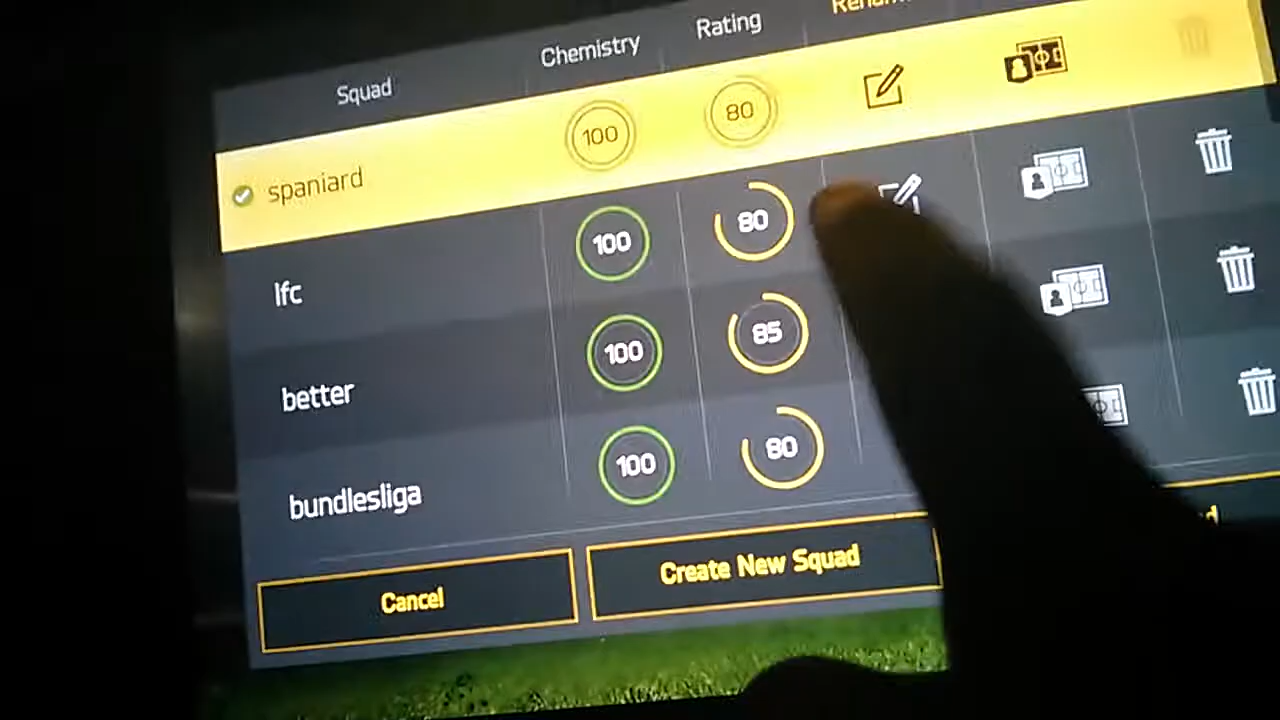 Squad Chemistry Rating
spaniard 100 80
lfc 100 80
better 100 85
bundlesliga 100 80
Cancel Create New Squad